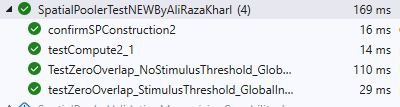 SpatialPoolerTestNEWByAliRazaKharl (4) 169 ms
confirmSPConstruction2 16 ms
testCompute2_1 14 ms
TestZeroOverlap_NoStimulusThreshold_Glob... 110 ms
testZeroOverlap_StimulusThreshold_GlobalIn... 29 ms